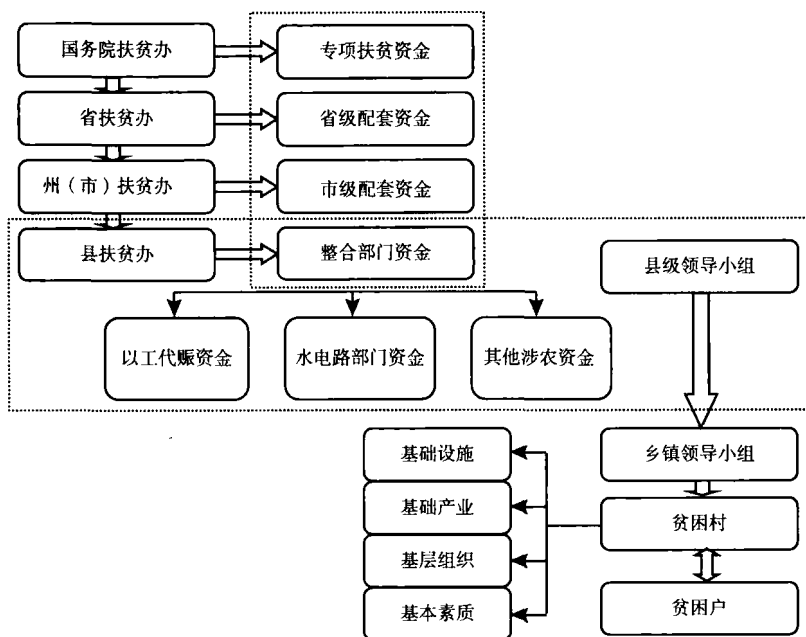 国务院扶贫办
专项扶贫资金
省扶贫办
省级配套资金
州（市）扶贫办
市级配套资金
县扶贫办
整合部门资金
县级领导小组
以工代赈资金
水电路部门资金
其他涉农资金
基础设施
乡镇领导小组
基础产业
贫困村
基层组织
基本素质
贫困户